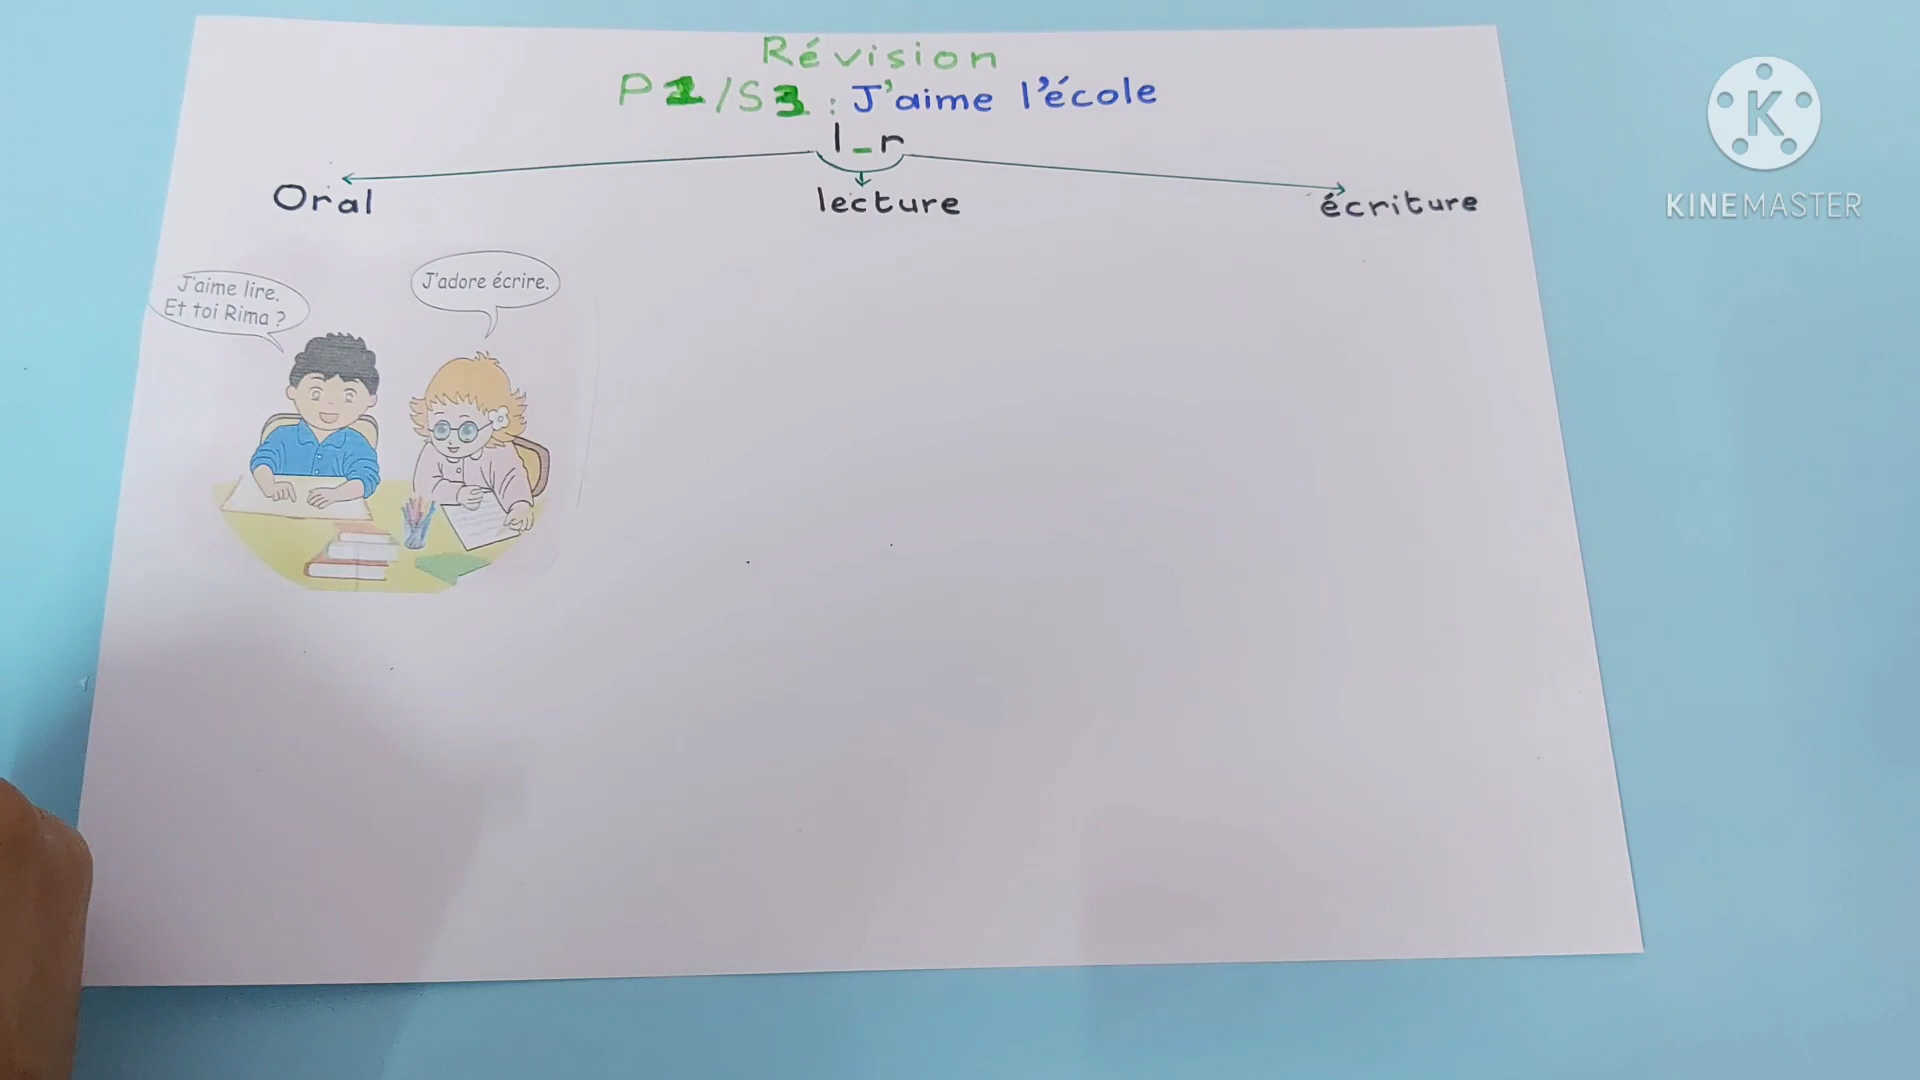 Révision
P1/S3 : J'aime l'école
l_r
Oral
lecture
écriture
J'aime lire.
Et toi Rima ?
J'adore écrire.
K
KINEMASTER